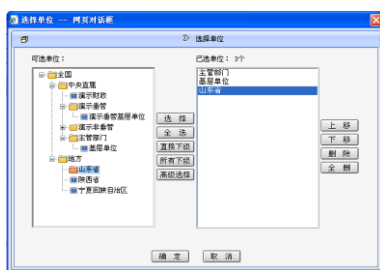 选择单位 -- 网页对话框
选择单位
可选单位：
已选单位： 3个
全国
中央直属
演示财政
演示垂管
演示垂管基层单位
演示非垂管
主管部门
基层单位
地方
山东省
陕西省
宁夏回族自治区
选 择
全 选
直接下级
所有下级
高级选择
主管部门
基层单位
山东省
上 移
下 移
删 除
全 删
确 定
取 消